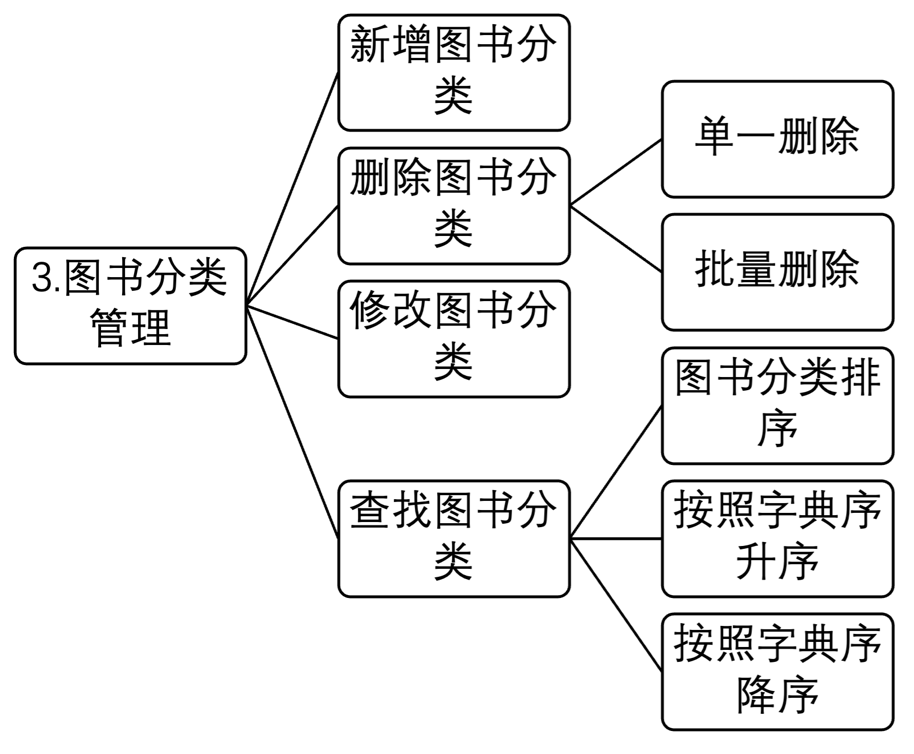 3.图书分类
管理
新增图书分
类
删除图书分
类
修改图书分
类
查找图书分
类
单一删除
批量删除
图书分类排
序
按照字典序
升序
按照字典序
降序